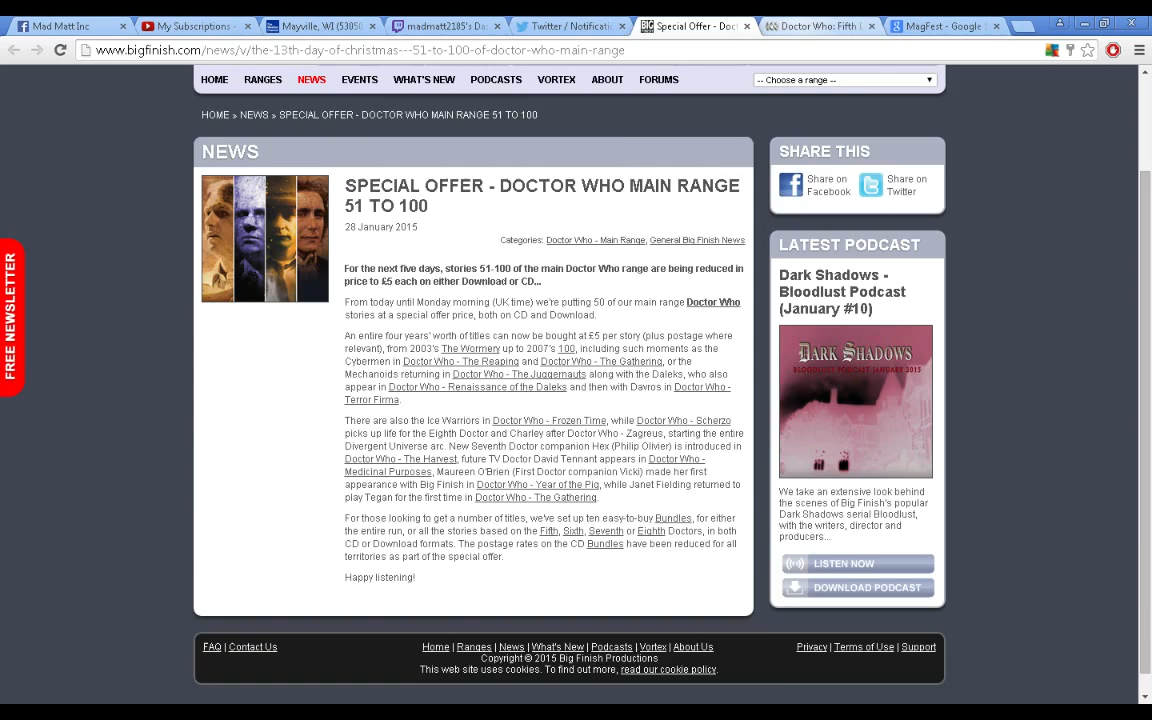 Mad Matt Inc
My Subscriptions -
Mayville, WI (5305
madmatt2185's Da
Twitter / Notificati
Special Offer - Doct
Doctor Who: Fifth
MagFest - Google
www.bigfinish.com/news/v/the-13th-day-of-christmas---51-to-100-of-doctor-who-main-range
HOME RANGES NEWS EVENTS WHAT'S NEW PODCASTS VORTEX ABOUT FORUMS
-- Choose a range --
HOME » NEWS » SPECIAL OFFER - DOCTOR WHO MAIN RANGE 51 TO 100
FREE NEWSLETTER
NEWS
SPECIAL OFFER - DOCTOR WHO MAIN RANGE
51 TO 100
28 January 2015
Categories: Doctor Who - Main Range, General Big Finish News
For the next five days, stories 51-100 of the main Doctor Who range are being reduced in
price to £5 each on either Download or CD...
From today until Monday morning (UK time) we're putting 50 of our main range Doctor Who
stories at a special offer price, both on CD and Download.
An entire four years' worth of titles can now be bought at £5 per story (plus postage where
relevant), from 2003's The Wormery up to 2007's 100, including such moments as the
Cybermen in Doctor Who - The Reaping and Doctor Who - The Gathering, or the
Mechanoids returning in Doctor Who - The Juggernauts along with the Daleks, who also
appear in Doctor Who - Renaissance of the Daleks and then with Davros in Doctor Who -
Terror Firma.
There are also the Ice Warriors in Doctor Who - Frozen Time, while Doctor Who - Scherzo
picks up life for the Eighth Doctor and Charley after Doctor Who - Zagreus, starting the entire
Divergent Universe arc. New Seventh Doctor companion Hex (Philip Olivier) is introduced in
Doctor Who - The Harvest, future TV Doctor David Tennant appears in Doctor Who -
Medicinal Purposes, Maureen O'Brien (First Doctor companion Vicki) made her first
appearance with Big Finish in Doctor Who - Year of the Pig, while Janet Fielding returned to
play Tegan for the first time in Doctor Who - The Gathering.
For those looking to get a number of titles, we've set up ten easy-to-buy Bundles, for either
the entire run, or all the stories based on the Fifth, Sixth, Seventh or Eighth Doctors, in both
CD or Download formats. The postage rates on the CD Bundles have been reduced for all
territories as part of the special offer.
Happy listening!
SHARE THIS
Share on
Facebook
Share on
Twitter
LATEST PODCAST
Dark Shadows -
Bloodlust Podcast
(January #10)
DARK SHADOWS
BLOODLUST PODCAST JANUARY 2015
We take an extensive look behind
the scenes of Big Finish's popular
Dark Shadows serial Bloodlust,
with the writers, director and
producers...
LISTEN NOW
DOWNLOAD PODCAST
FAQ | Contact Us
Home | Ranges | News | What's New | Podcasts | Vortex | About Us
Copyright © 2015 Big Finish Productions
This web site uses cookies. To find out more, read our cookie policy.
Privacy | Terms of Use | Support